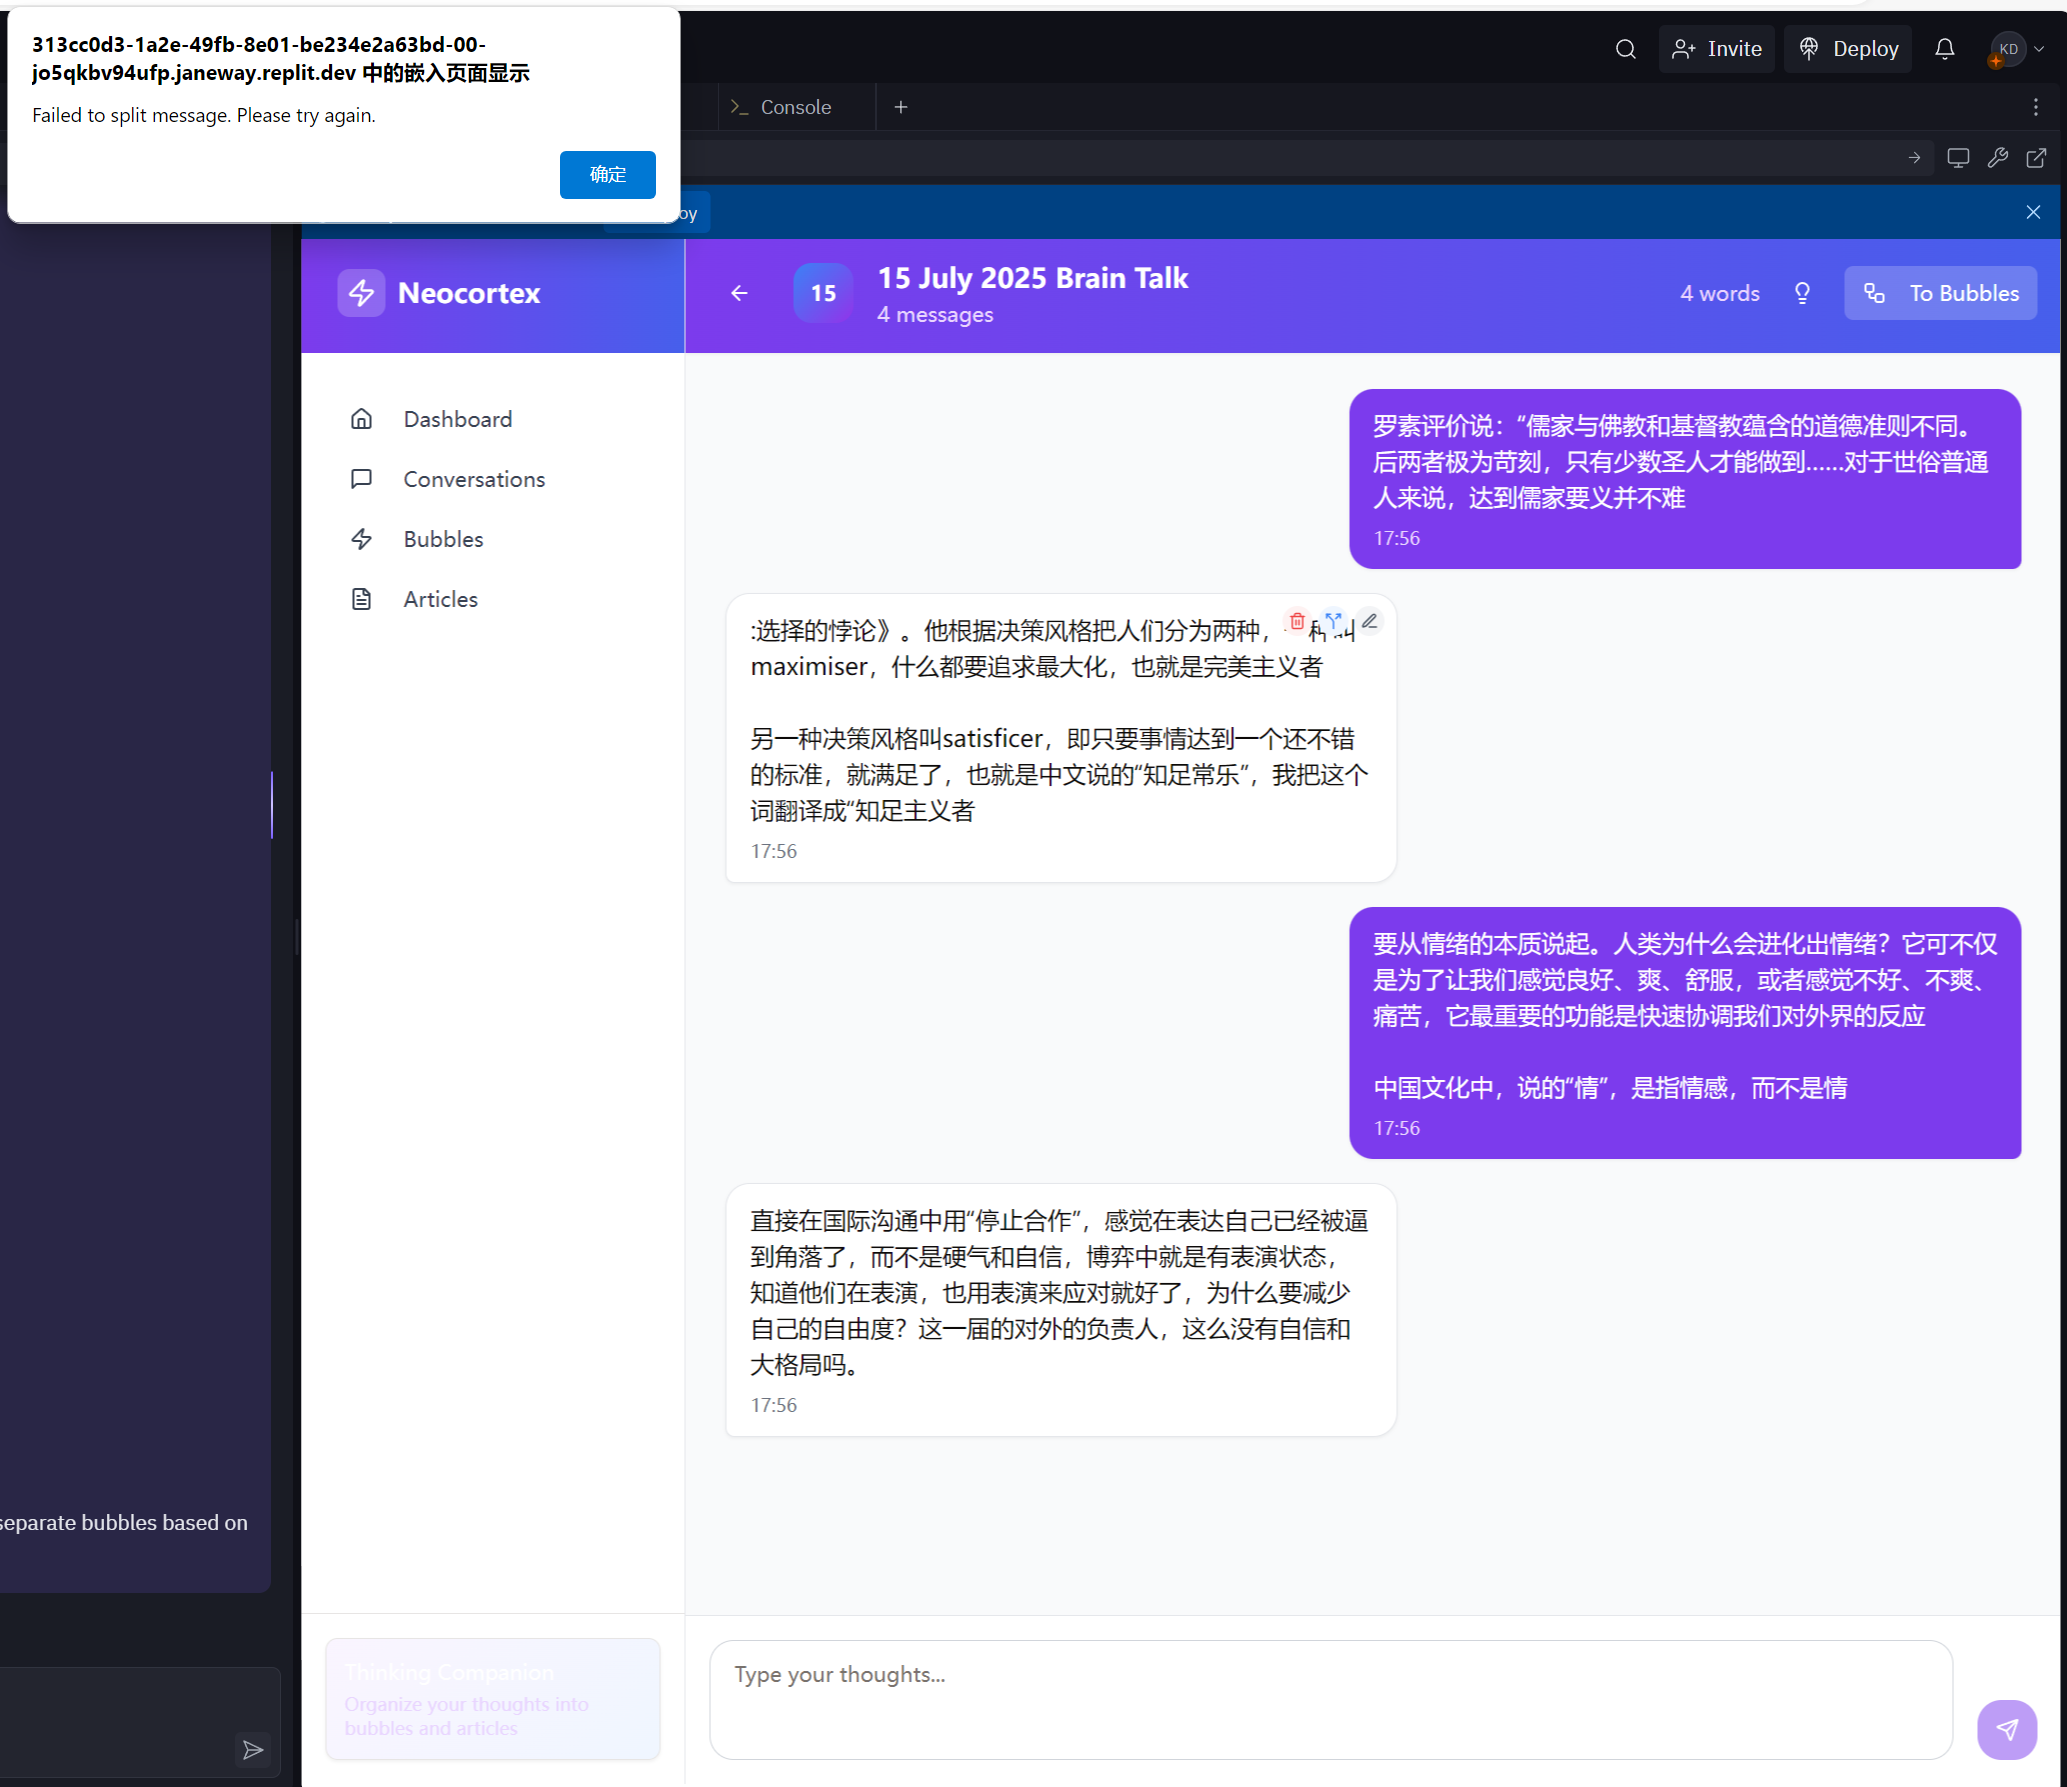 313cc0d3-1a2e-49fb-8e01-be234e2a63bd-00-
jo5qkbv94ufp.janeway.replit.dev 中的嵌入页面显示
Failed to split message. Please try again.
确定
Invite
Deploy
KD
Console
Neocortex
15
15 July 2025 Brain Talk
4 messages
4 words
To Bubbles
Dashboard
Conversations
Bubbles
Articles
罗素评价说：“儒家与佛教和基督教蕴含的道德准则不同。
后两者极为苛刻，只有少数圣人才能做到……对于世俗普通
人来说，达到儒家要义并不难
17:56
:选择的悖论》。他根据决策风格把人们分为两种，一种叫
maximiser，什么都要追求最大化，也就是完美主义者
另一种决策风格叫satisficer，即只要事情达到一个还不错
的标准，就满足了，也就是中文说的“知足常乐”，我把这个
词翻译成“知足主义者
17:56
要从情绪的本质说起。人类为什么会进化出情绪？它可不仅
是为了让我们感觉良好、爽、舒服，或者感觉不好、不爽、
痛苦，它最重要的功能是快速协调我们对外界的反应
中国文化中，说的“情”，是指情感，而不是情
17:56
直接在国际沟通中用“停止合作”，感觉在表达自己已经被逼
到角落了，而不是硬气和自信，博弈中就是有表演状态，
知道他们在表演，也用表演来应对就好了，为什么要减少
自己的自由度？这一届的对外的负责人，这么没有自信和
大格局吗。
17:56
separate bubbles based on
Thinking Companion
Organize your thoughts into
bubbles and articles
Type your thoughts...